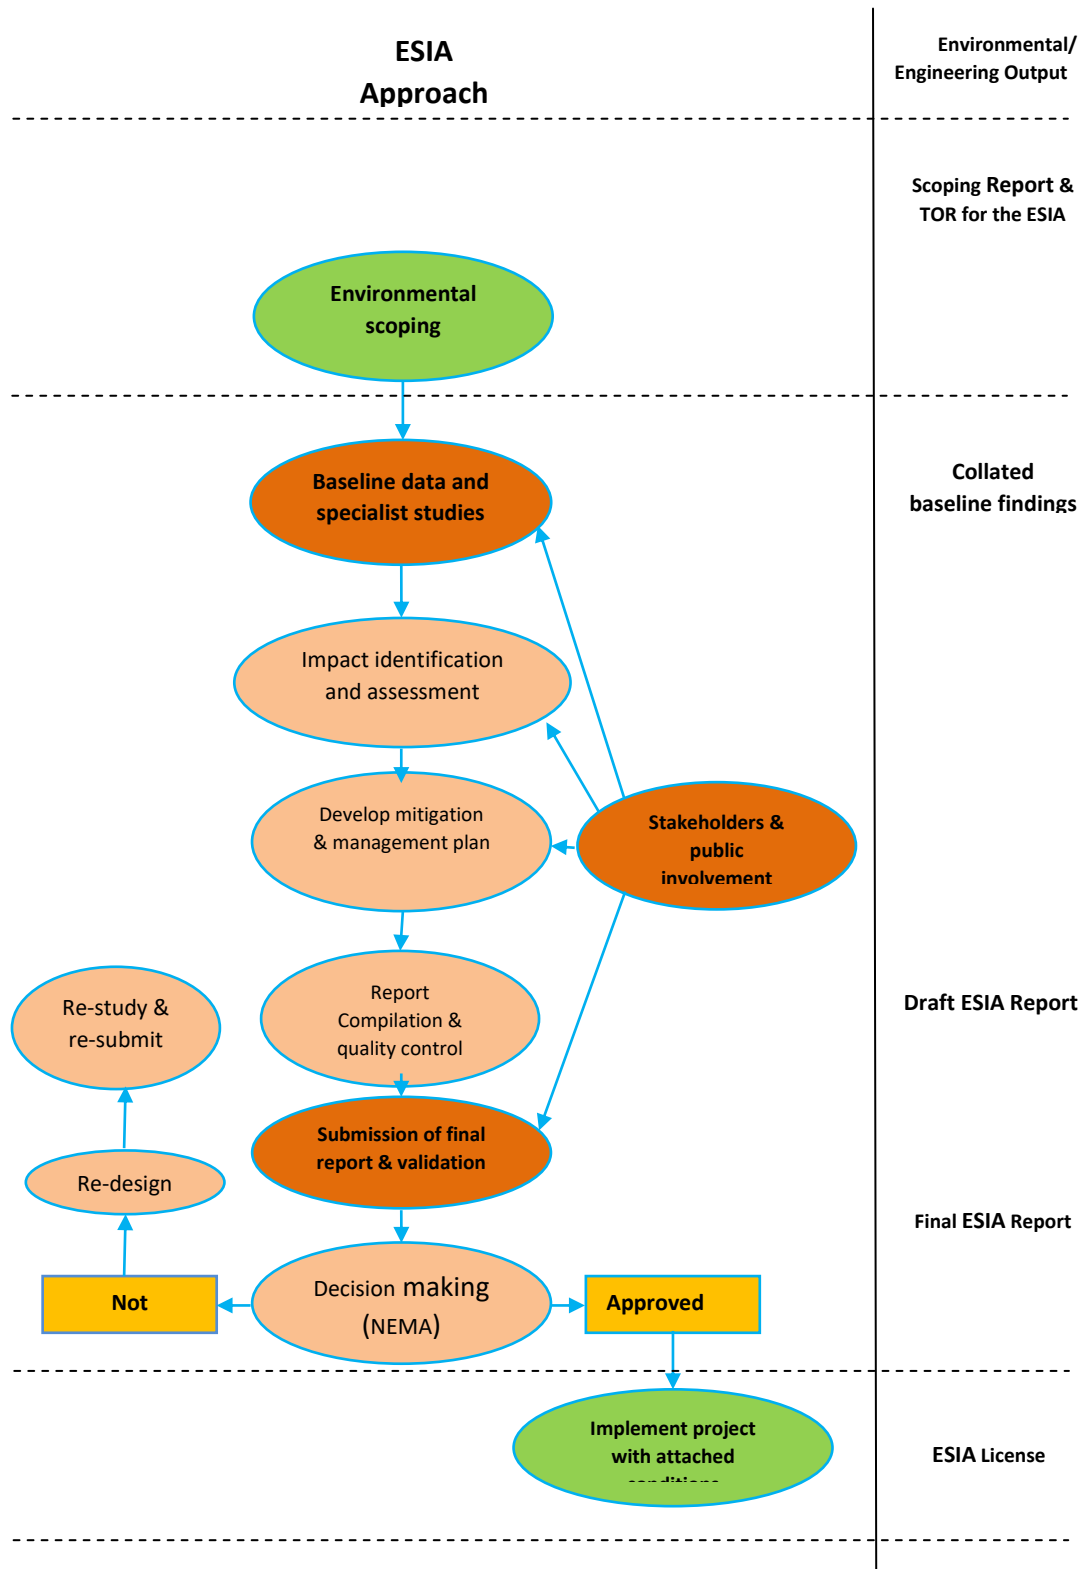 ESIA
Approach
Environmental/
Engineering Output
Scoping Report &
TOR for the ESIA
Environmental
scoping
Baseline data and
specialist studies
Collated
baseline findings
Impact identification
and assessment
Develop mitigation
& management plan
Stakeholders &
public
involvement
Report
Compilation &
quality control
Re-study &
re-submit
Draft ESIA Report
Submission of final
report & validation
Re-design
Final ESIA Report
Not
Decision making
(NEMA)
Approved
Implement project
with attached
conditions
ESIA License